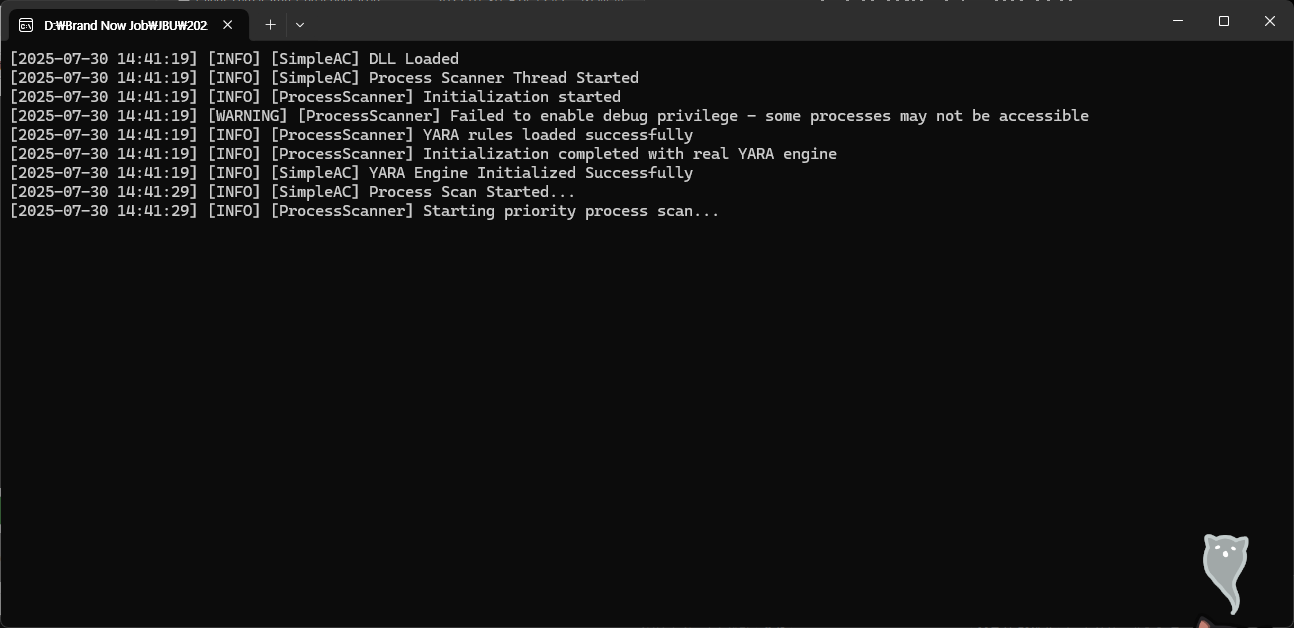 D:₩Brand Now Job₩JBU₩202
[2025-07-30 14:41:19] [INFO] [SimpleAC] DLL Loaded
[2025-07-30 14:41:19] [INFO] [SimpleAC] Process Scanner Thread Started
[2025-07-30 14:41:19] [INFO] [ProcessScanner] Initialization started
[2025-07-30 14:41:19] [WARNING] [ProcessScanner] Failed to enable debug privilege - some processes may not be accessible
[2025-07-30 14:41:19] [INFO] [ProcessScanner] YARA rules loaded successfully
[2025-07-30 14:41:19] [INFO] [ProcessScanner] Initialization completed with real YARA engine
[2025-07-30 14:41:19] [INFO] [SimpleAC] YARA Engine Initialized Successfully
[2025-07-30 14:41:29] [INFO] [SimpleAC] Process Scan Started...
[2025-07-30 14:41:29] [INFO] [ProcessScanner] Starting priority process scan...